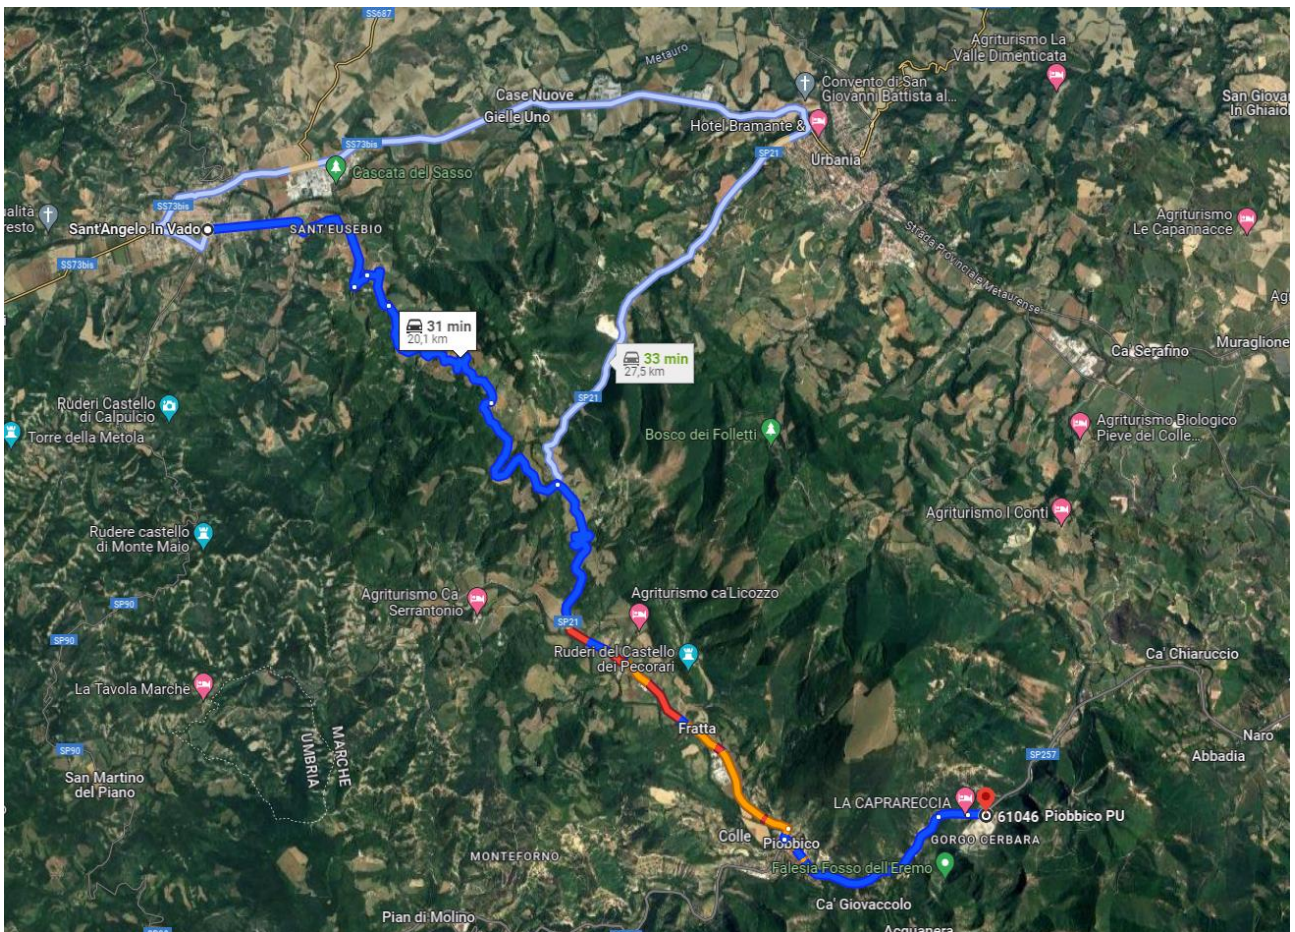 SS687
Agriturismo La
Valle Dimenticata
Metauro
Convento di San
Giovanni Battista al...
Case Nuove
San Giovan
In Ghiaiol
Gielle Uno
Hotel Bramante &
SS73bis
SP21
Urbania
Cascata del Sasso
SS73bis
ualità
resto
Sant'Angelo In Vado
SANT'EUSEBIO
Agriturismo
Le Capannacce
SS73bis
Strada Provinciale Metaurense
31 min
20,1 km
33 min
27,5 km
Ca' Serafino
Muraglione
SP21
Ruderi Castello
di Calpulcio
Torre della Metola
Bosco dei Folletti
Agriturismo Biologico
Pieve del Colle...
Agriturismo I Conti
Rudere castello
di Monte Maio
Agriturismo Ca
Serrantonio
Agriturismo ca'Licozzo
SP90
SP21
SP90
Ruderi del Castello
dei Pecorari
Ca' Chiaruccio
La Tavola Marche
MARCHE
UMBRIA
Fratta
Naro
SP90
SP257
Abbadia
San Martino
del Piano
LA CAPRARECCIA
61046 Piobbico PU
Colle
Piobbico
GORGO CERBARA
MONTEFORNO
Falesia Fosso dell'Eremo
Ca' Giovaccolo
Pian di Molino
Acquanera